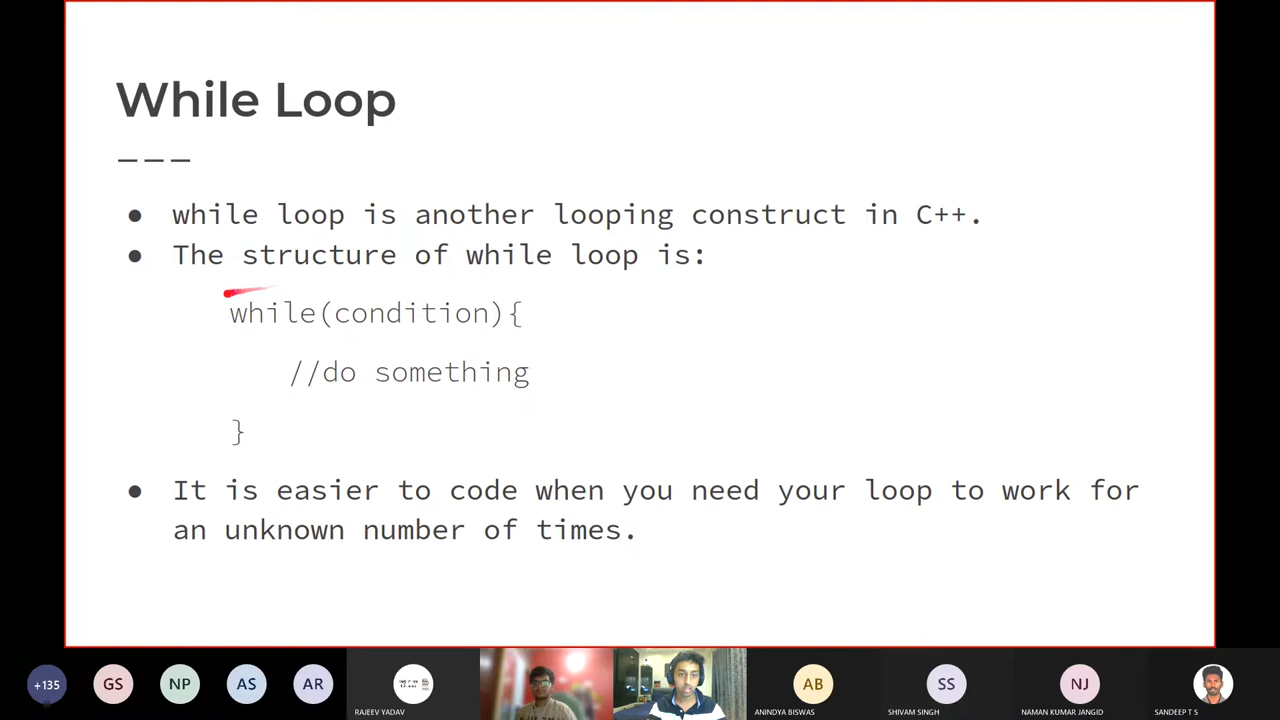 While Loop
---
● while loop is another looping construct in C++.
● The structure of while loop is:
while(condition){
//do something
}
● It is easier to code when you need your loop to work for
an unknown number of times.
+135
GS
NP
AS
AR
RAJEEV YADAV
AB
ANINDYA BISWAS
SS
SHIVAM SINGH
NJ
NAMAN KUMAR JANGID
SANDEEP T S